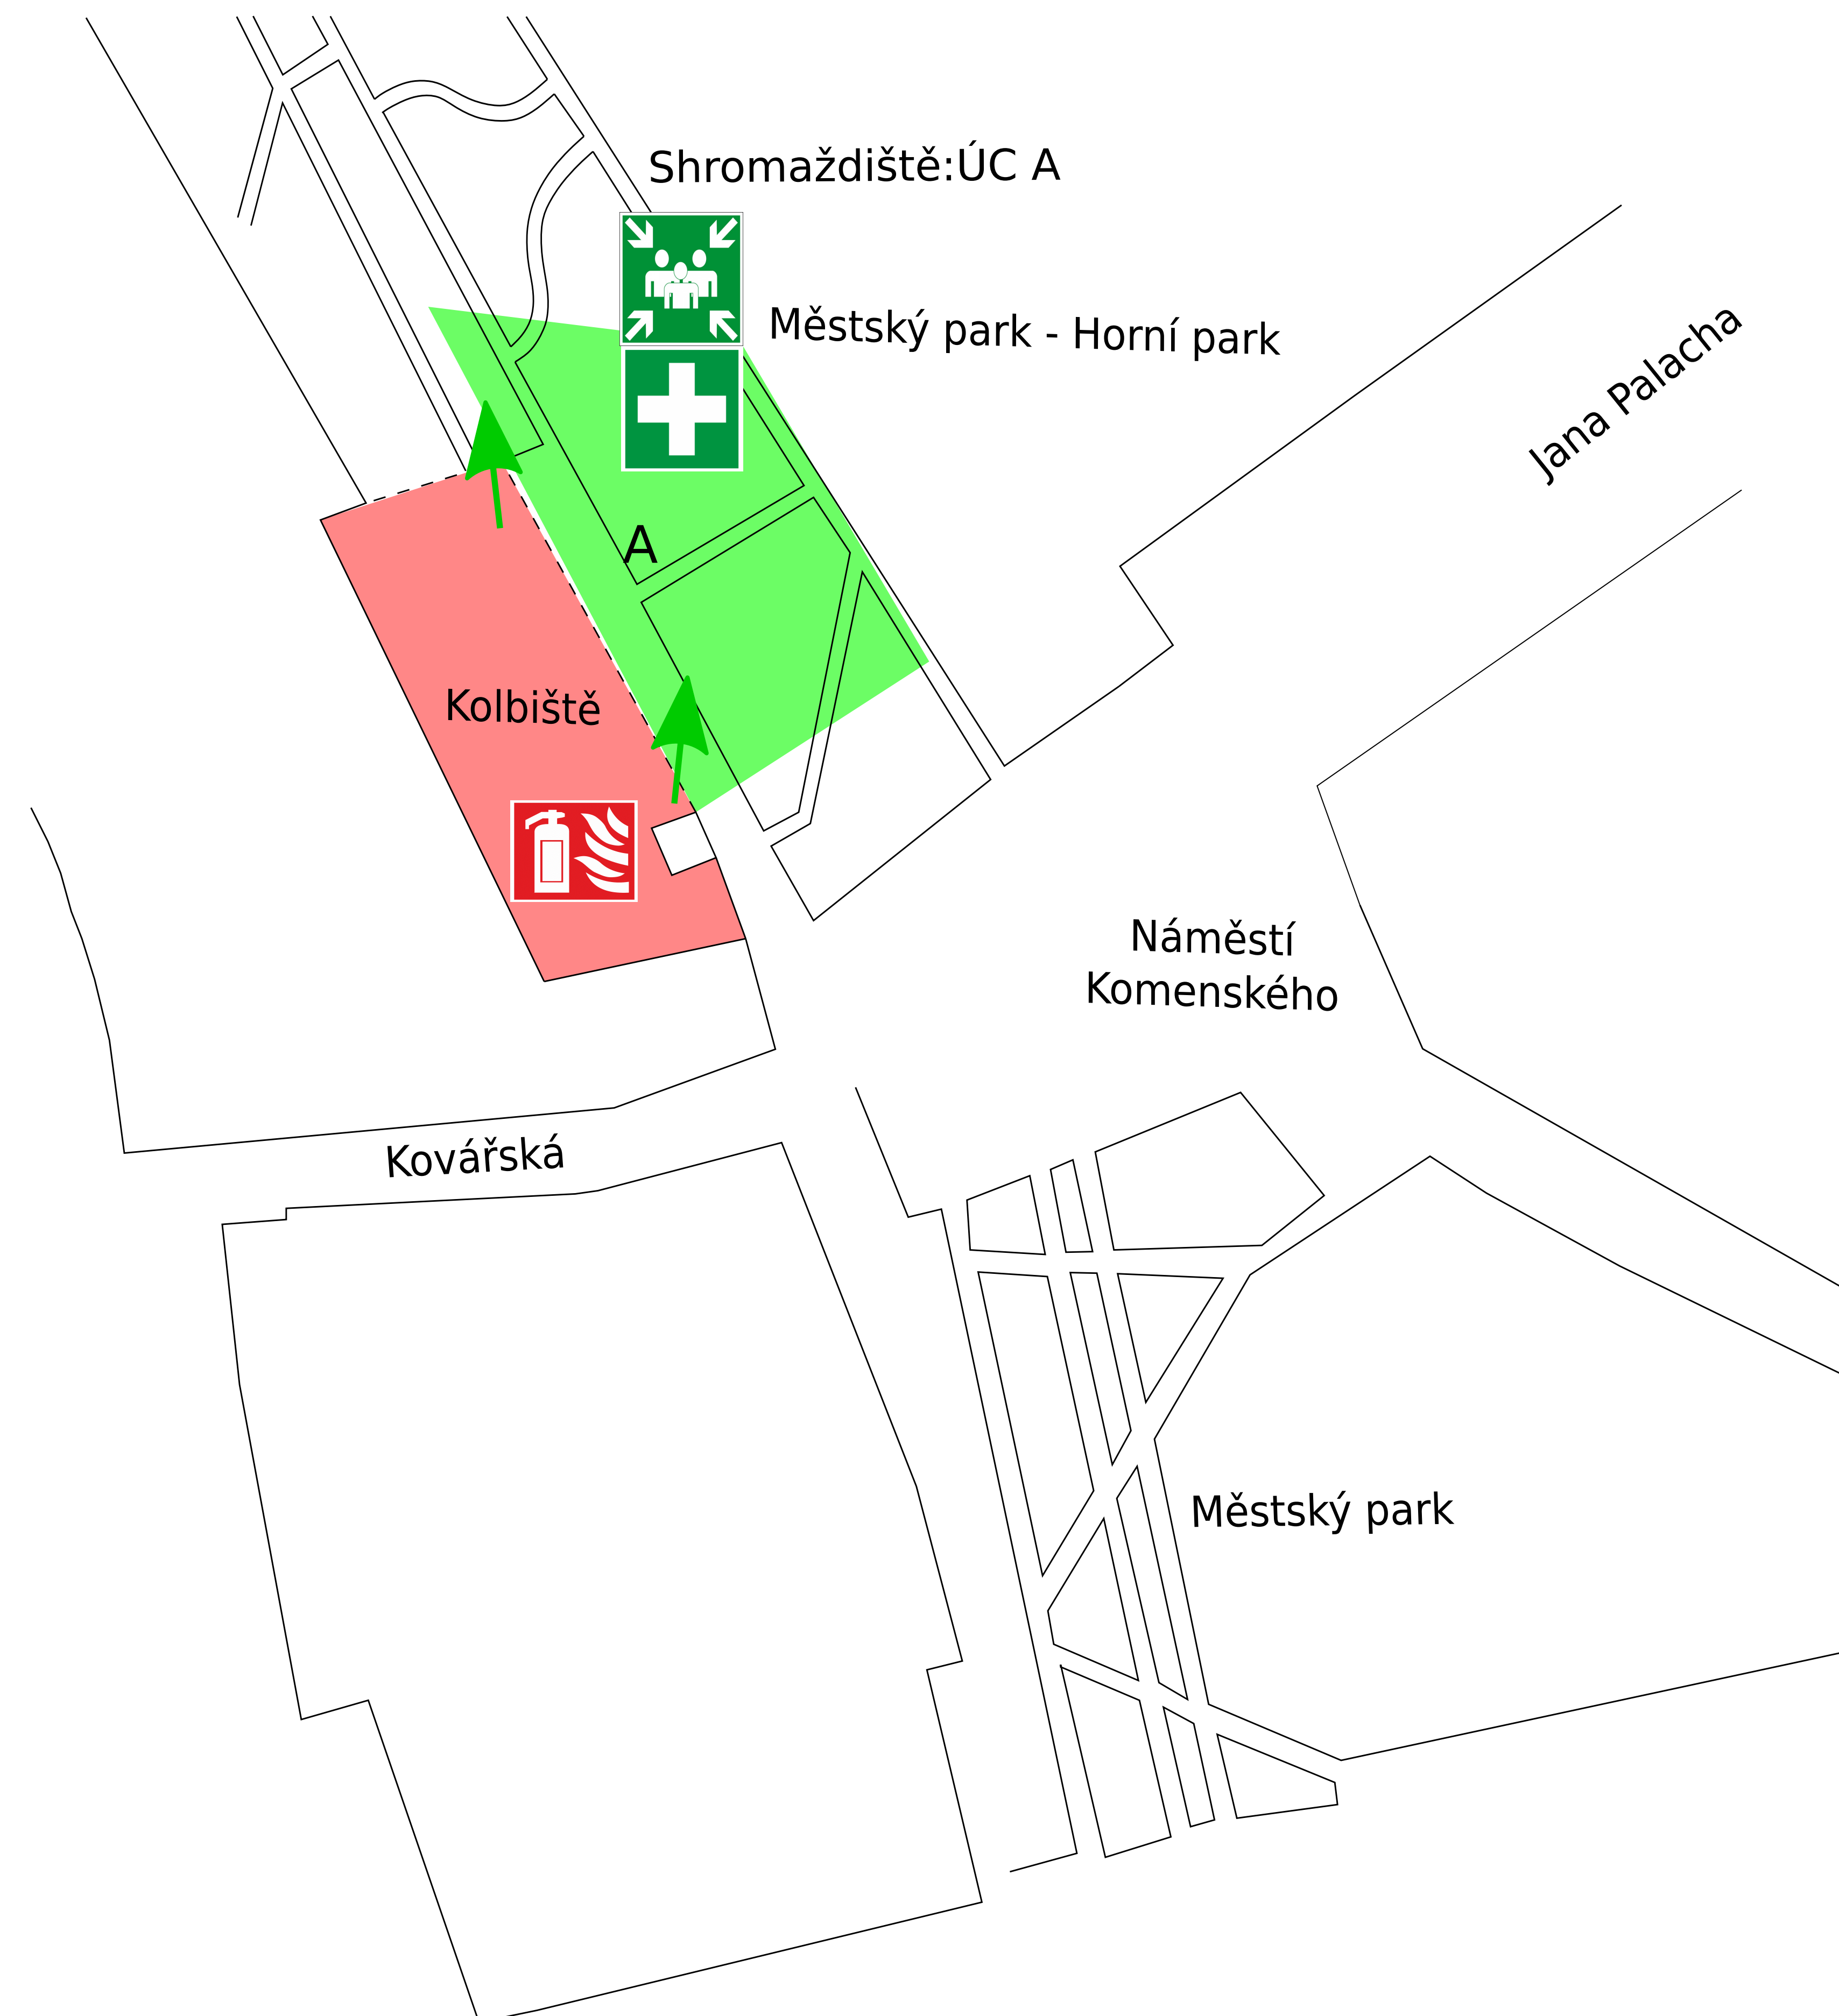 Shromaždiště:ÚC A
Městský park - Horní park
Jana Palacha
A
Kolbiště
Náměstí
Komenského
Kovářská
Městský park